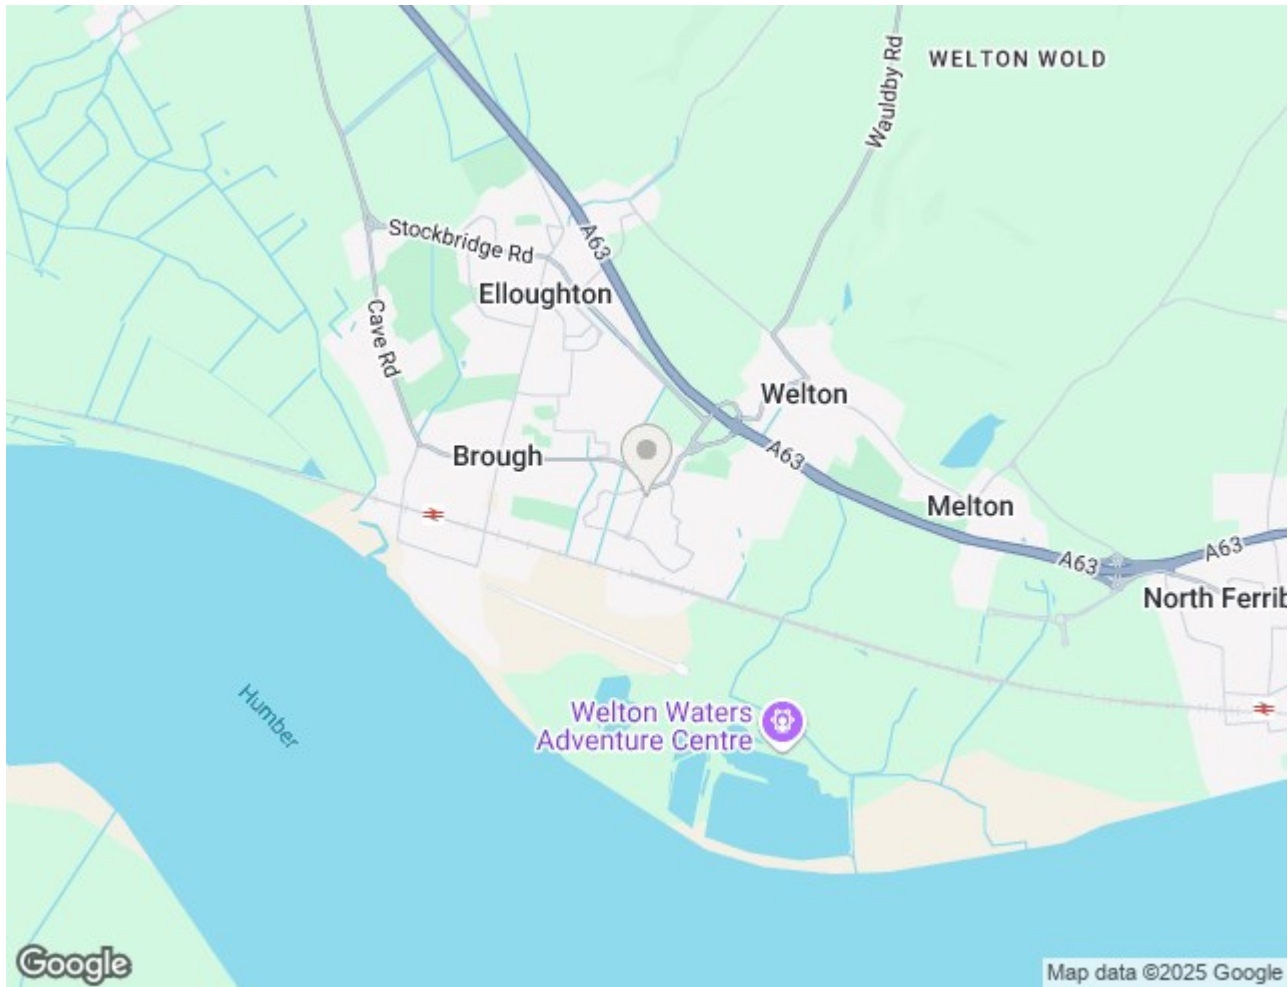 WELTON WOLD
Wauldby Rd
Stockbridge Rd
A63
Elloughton
Cave Rd
Welton
Brough
A63
Melton
A63
A63
North Ferrib
Humber
Welton Waters
Adventure Centre
Google
Map data ©2025 Google